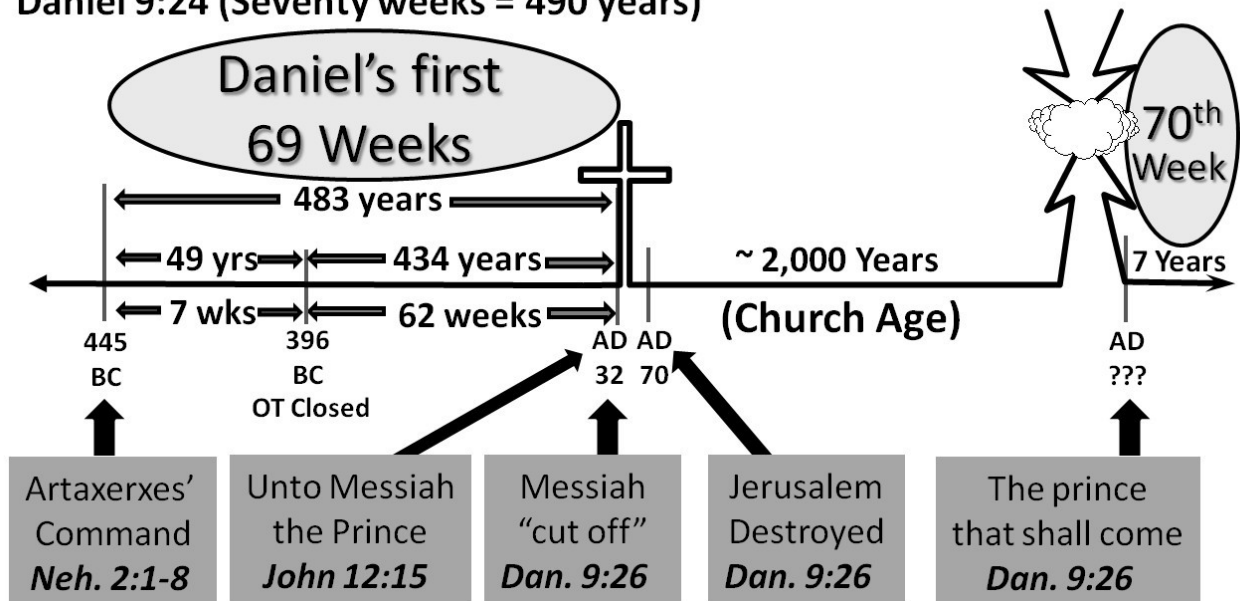 Daniel 9:24 (Seventy weeks = 490 years)
Daniel's first
69 Weeks
70th
Week
483 years
49 yrs
434 years
~ 2,000 Years
7 Years
7 wks
62 weeks
(Church Age)
445
BC
396
BC
OT Closed
AD
32
AD
70
AD
???
Artaxerxes'
Command
Neh. 2:1-8
Unto Messiah
the Prince
John 12:15
Messiah
"cut off"
Dan. 9:26
Jerusalem
Destroyed
Dan. 9:26
The prince
that shall come
Dan. 9:26